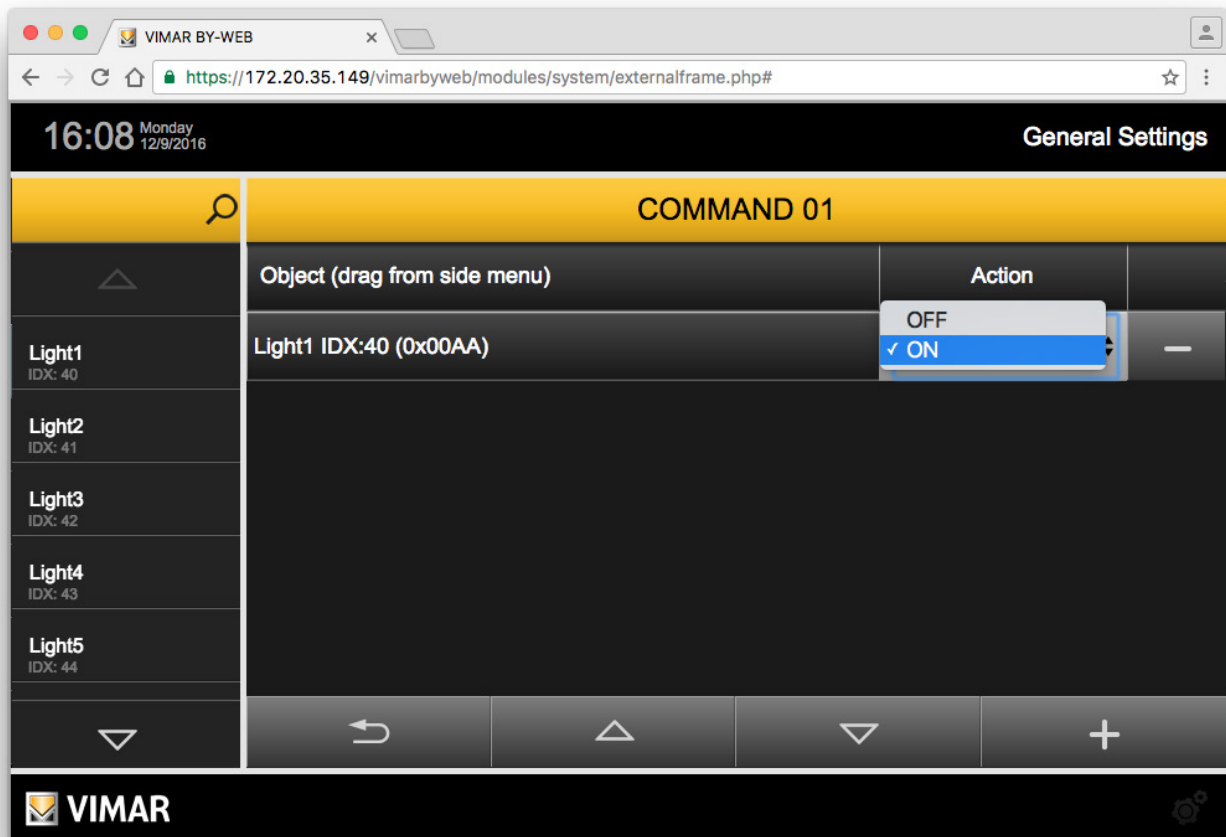 VIMAR BY-WEB
https://172.20.35.149/vimarbyweb/modules/system/externalframe.php#
16:08 Monday 12/9/2016
General Settings
COMMAND 01
Object (drag from side menu)
Action
OFF
✓ ON
Light1 IDX:40 (0x00AA)
Light1
IDX: 40
Light2
IDX: 41
Light3
IDX: 42
Light4
IDX: 43
Light5
IDX: 44
VIMAR